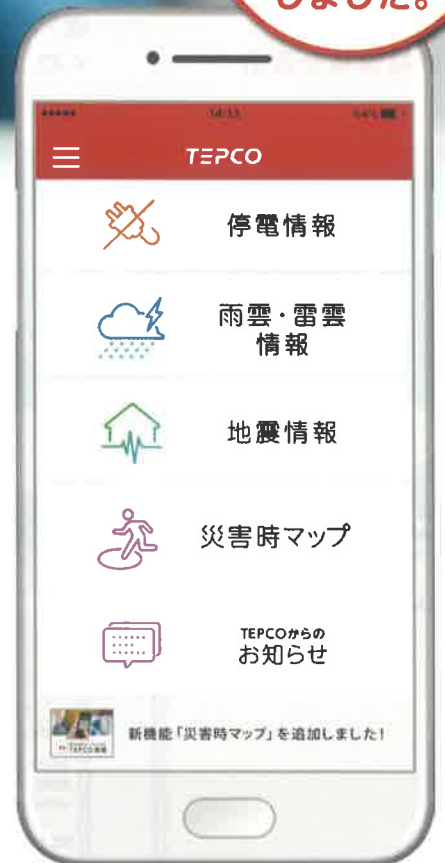 しました。
TEPCO
停電情報
雨雲・雷雲
情報
地震情報
災害時マップ
TEPCOからの
お知らせ
新機能「災害時マップ」を追加しました!